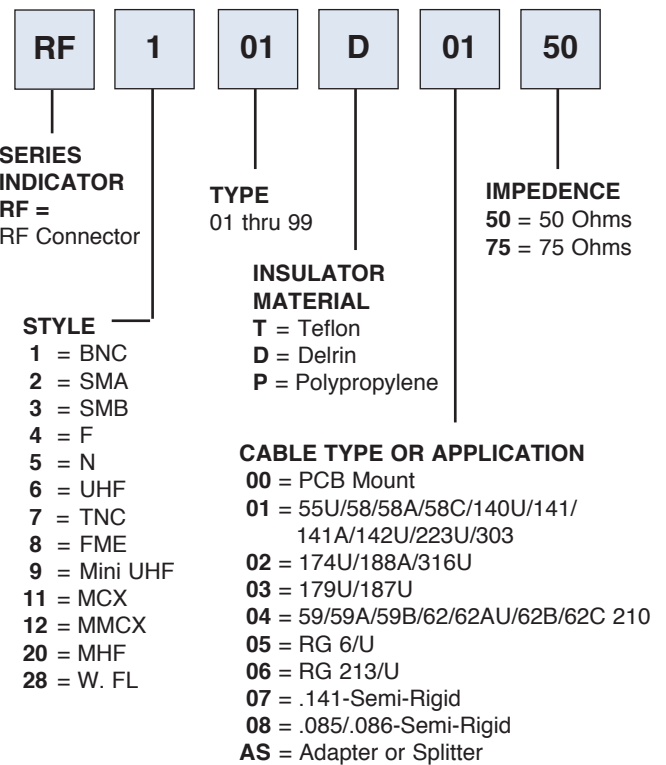 RF 1 01 D 01 50
SERIES
INDICATOR
RF =
RF Connector
TYPE
01 thru 99
IMPEDENCE
50 = 50 Ohms
75 = 75 Ohms
INSULATOR
MATERIAL
T = Teflon
D = Delrin
P = Polypropylene
STYLE
1 = BNC
2 = SMA
3 = SMB
4 = F
5 = N
6 = UHF
7 = TNC
8 = FME
9 = Mini UHF
11 = MCX
12 = MMCX
20 = MHF
28 = W. FL
CABLE TYPE OR APPLICATION
00 = PCB Mount
01 = 55U/58/58A/58C/140U/141/
141A/142U/223U/303
02 = 174U/188A/316U
03 = 179U/187U
04 = 59/59A/59B/62/62AU/62B/62C 210
05 = RG 6/U
06 = RG 213/U
07 = .141-Semi-Rigid
08 = .085/.086-Semi-Rigid
AS = Adapter or Splitter